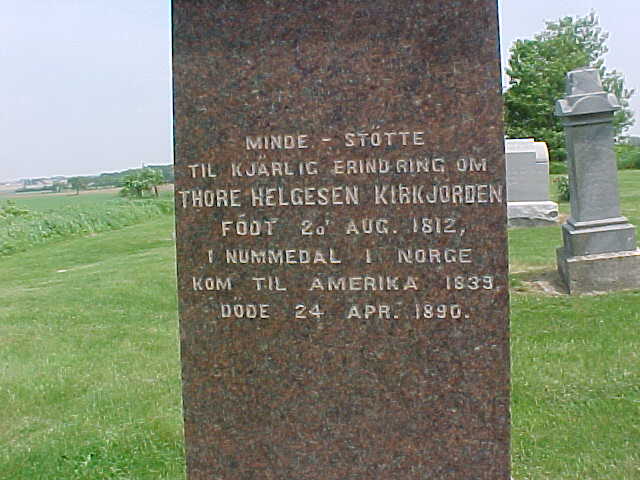 MINDE - STÖTTE
TIL KJÄRLIG ERINDRING OM
THORE HELGESEN KIRKJORDEN
FÖDT AUG. 1812,
I NUMMEDAL I NORGE
KOM TIL AMERIKA 1839,
DÖDE 24 APR. 1890.